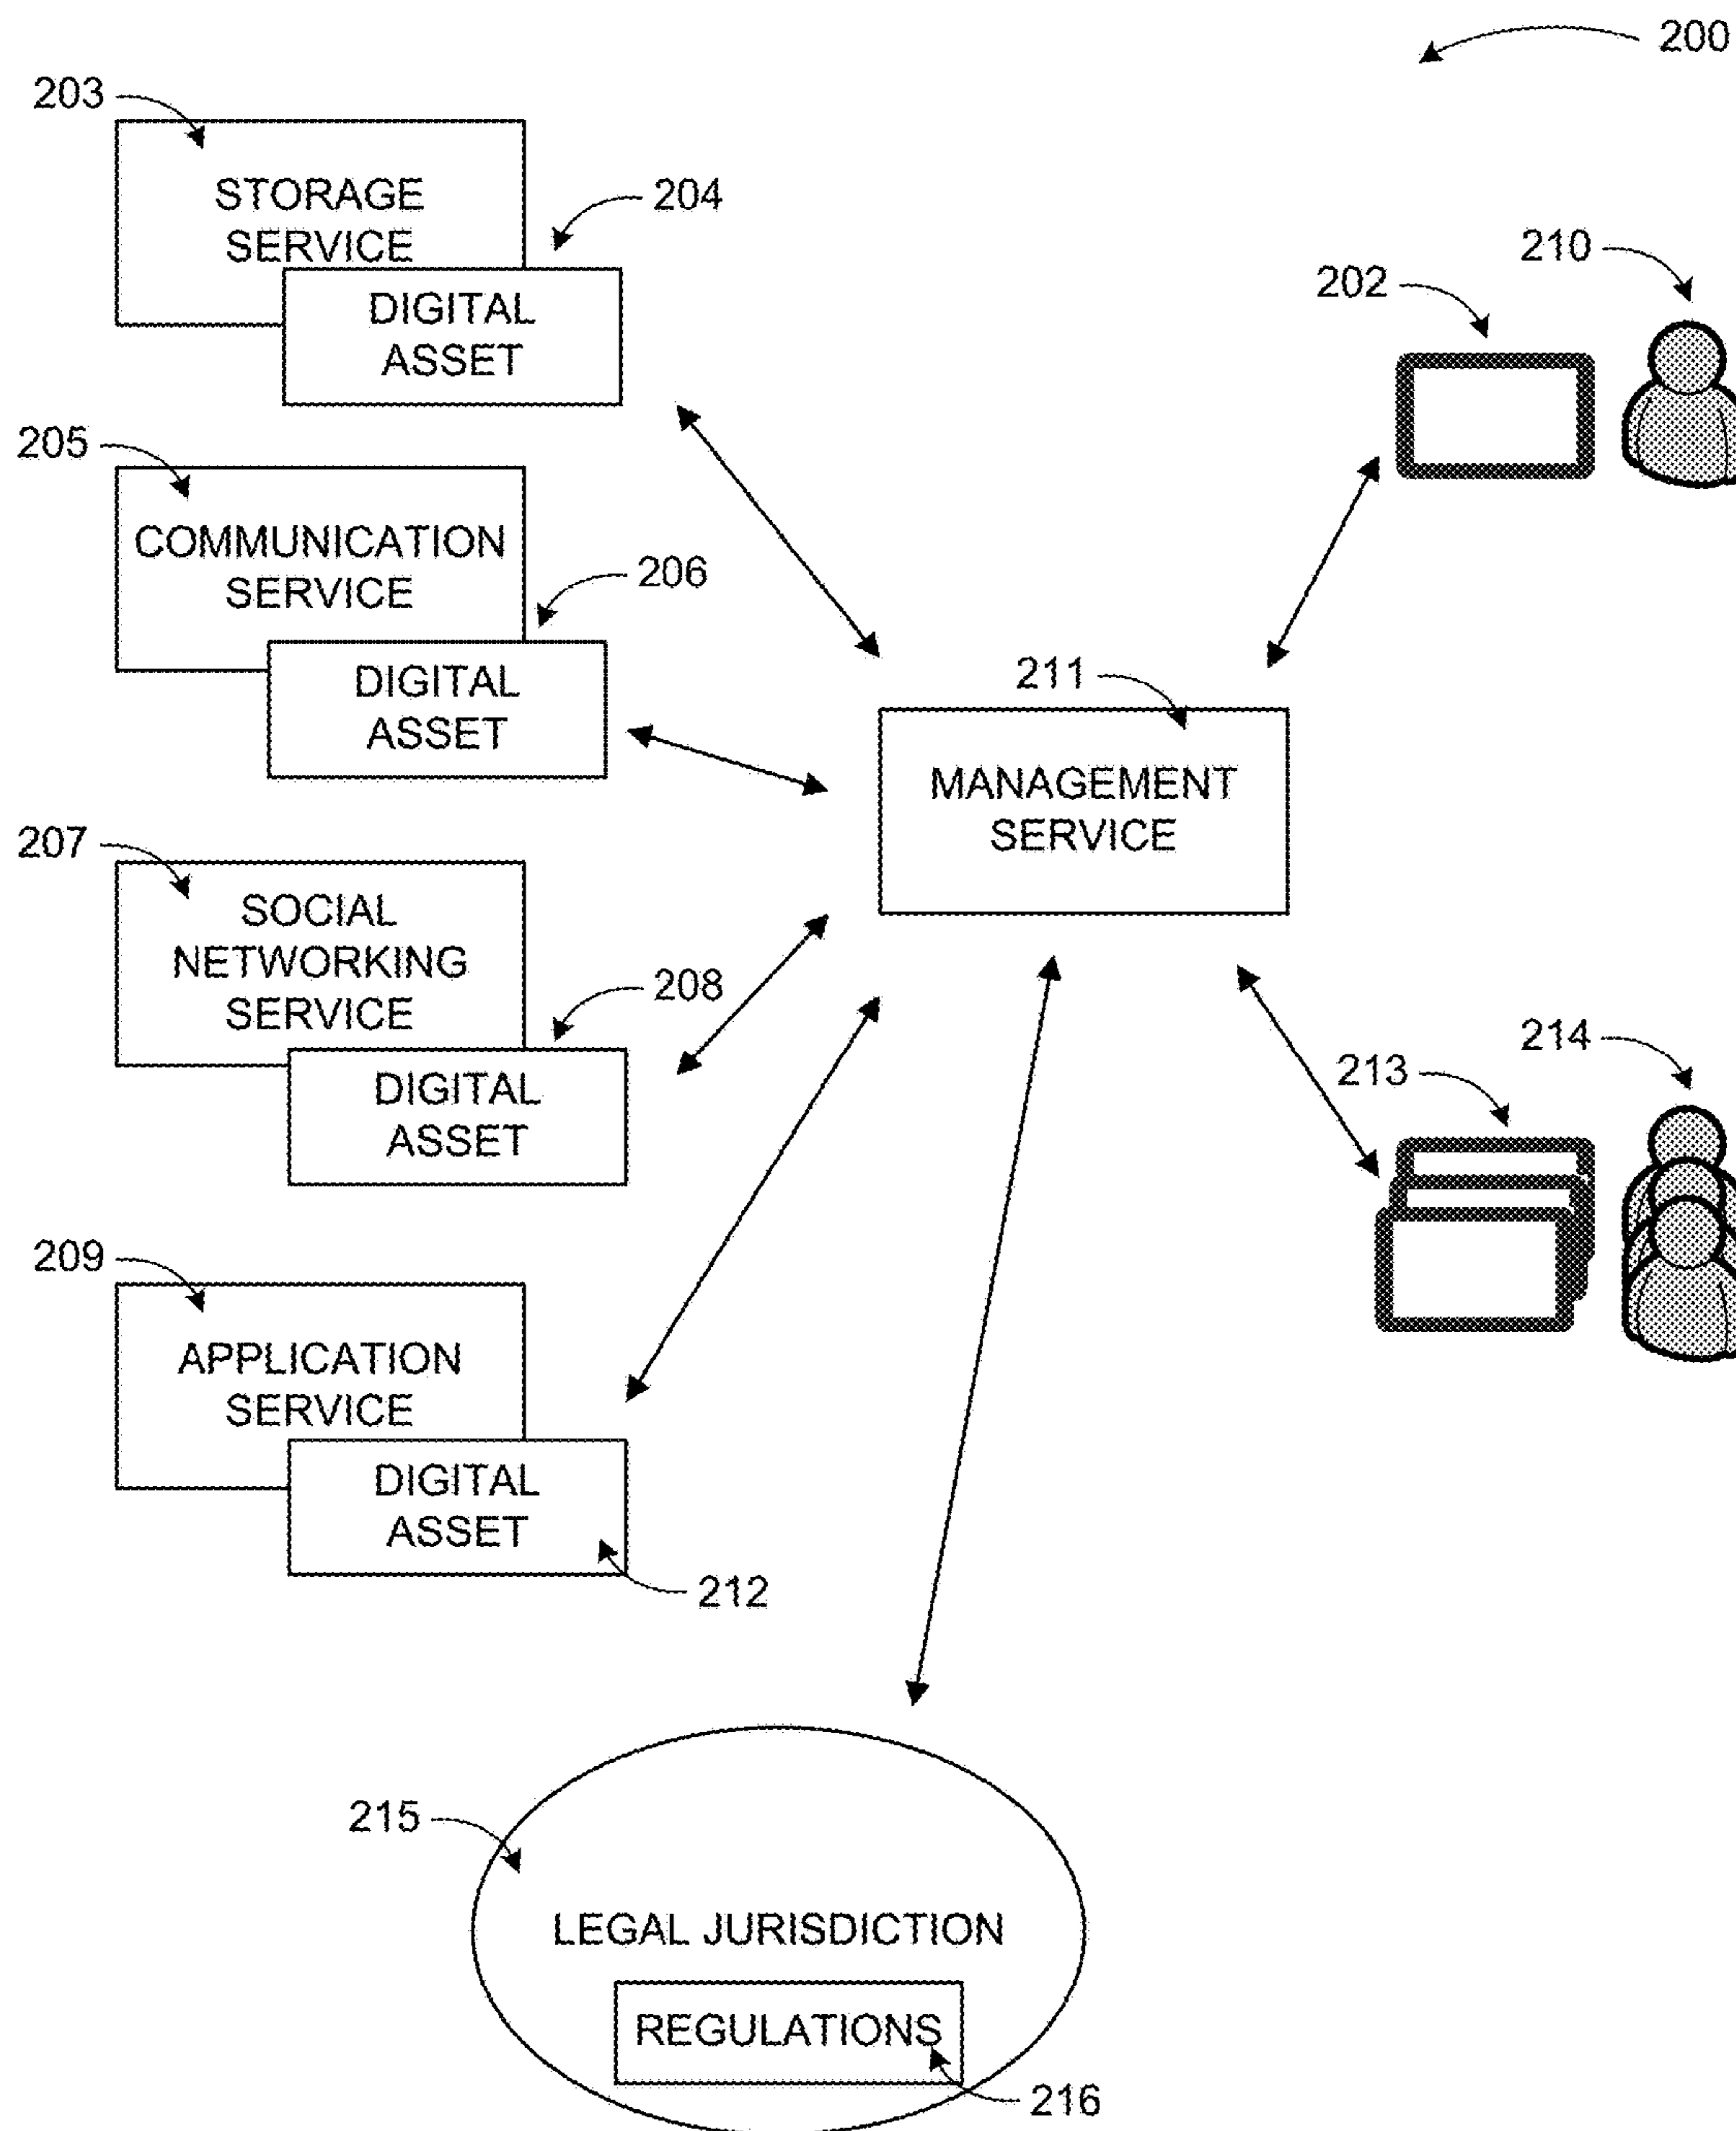 200
203
STORAGE
SERVICE
204
DIGITAL
ASSET
210
202
205
COMMUNICATION
SERVICE
206
DIGITAL
ASSET
211
MANAGEMENT
SERVICE
207
SOCIAL
NETWORKING
SERVICE
208
DIGITAL
ASSET
214
213
209
APPLICATION
SERVICE
DIGITAL
ASSET
212
215
LEGAL JURISDICTION
REGULATIONS
216